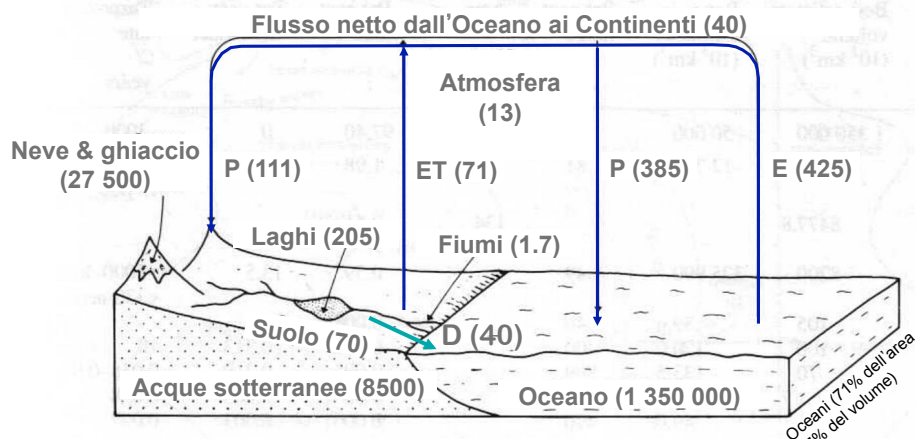 Flusso netto dall'Oceano ai Continenti (40)
Atmosfera
(13)
Neve & ghiaccio
(27 500)
P (111)
ET (71)
P (385)
E (425)
Laghi (205)
Fiumi (1.7)
Suolo (70)
D (40)
Acque sotterranee (8500)
Oceano (1 350 000)
Oceani (71% dell'area
% del volume)